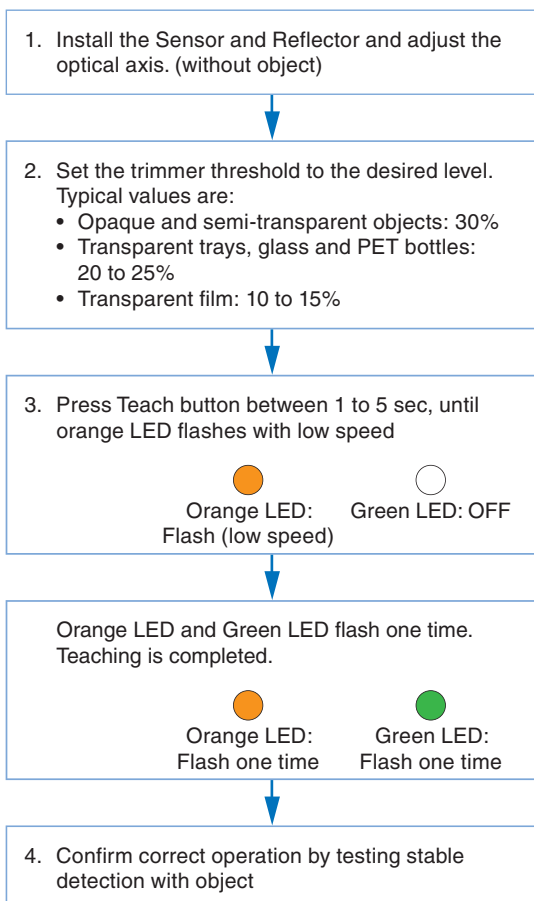 1. Install the Sensor and Reflector and adjust the
optical axis. (without object)
2. Set the trimmer threshold to the desired level.
Typical values are:
• Opaque and semi-transparent objects: 30%
• Transparent trays, glass and PET bottles:
20 to 25%
• Transparent film: 10 to 15%
3. Press Teach button between 1 to 5 sec, until
orange LED flashes with low speed
Orange LED: Green LED: OFF
Flash (low speed)
Orange LED and Green LED flash one time.
Teaching is completed.
Orange LED: Green LED:
Flash one time Flash one time
4. Confirm correct operation by testing stable
detection with object